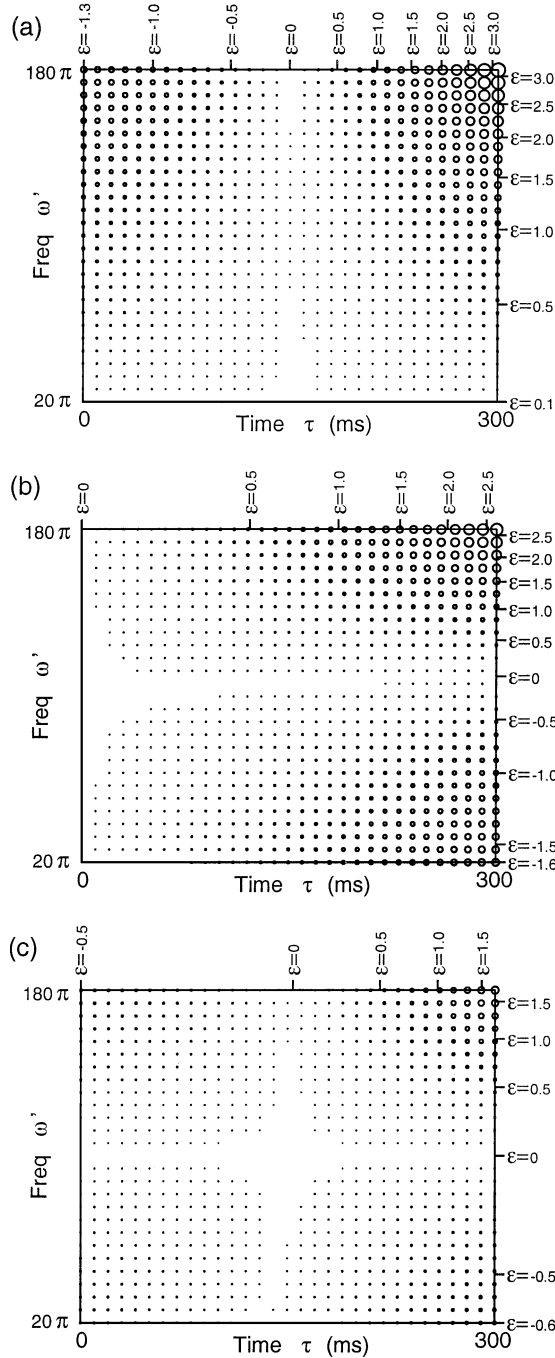 (a)
ε=-1.3 ε=-1.0 ε=-0.5 ε=0 ε=0.5 ε=1.0 ε=1.5 ε=2.0 ε=2.5 ε=3.0
180 π
ε=3.0
ε=2.5
ε=2.0
ε=1.5
ε=1.0
ε=0.5
ε=0.1
Freq ω'
20 π
0 Time τ (ms) 300
(b)
ε=0 ε=0.5 ε=1.0 ε=1.5 ε=2.0 ε=2.5
180 π
ε=2.5
ε=2.0
ε=1.5
ε=1.0
ε=0.5
ε=0
ε=-0.5
ε=-1.0
ε=-1.5
ε=-1.6
Freq ω'
20 π
0 Time τ (ms) 300
(c)
ε=-0.5 ε=0 ε=0.5 ε=1.0 ε=1.5
180 π
ε=1.5
ε=1.0
ε=0.5
ε=0
ε=-0.5
ε=-0.6
Freq ω'
20 π
0 Time τ (ms) 300